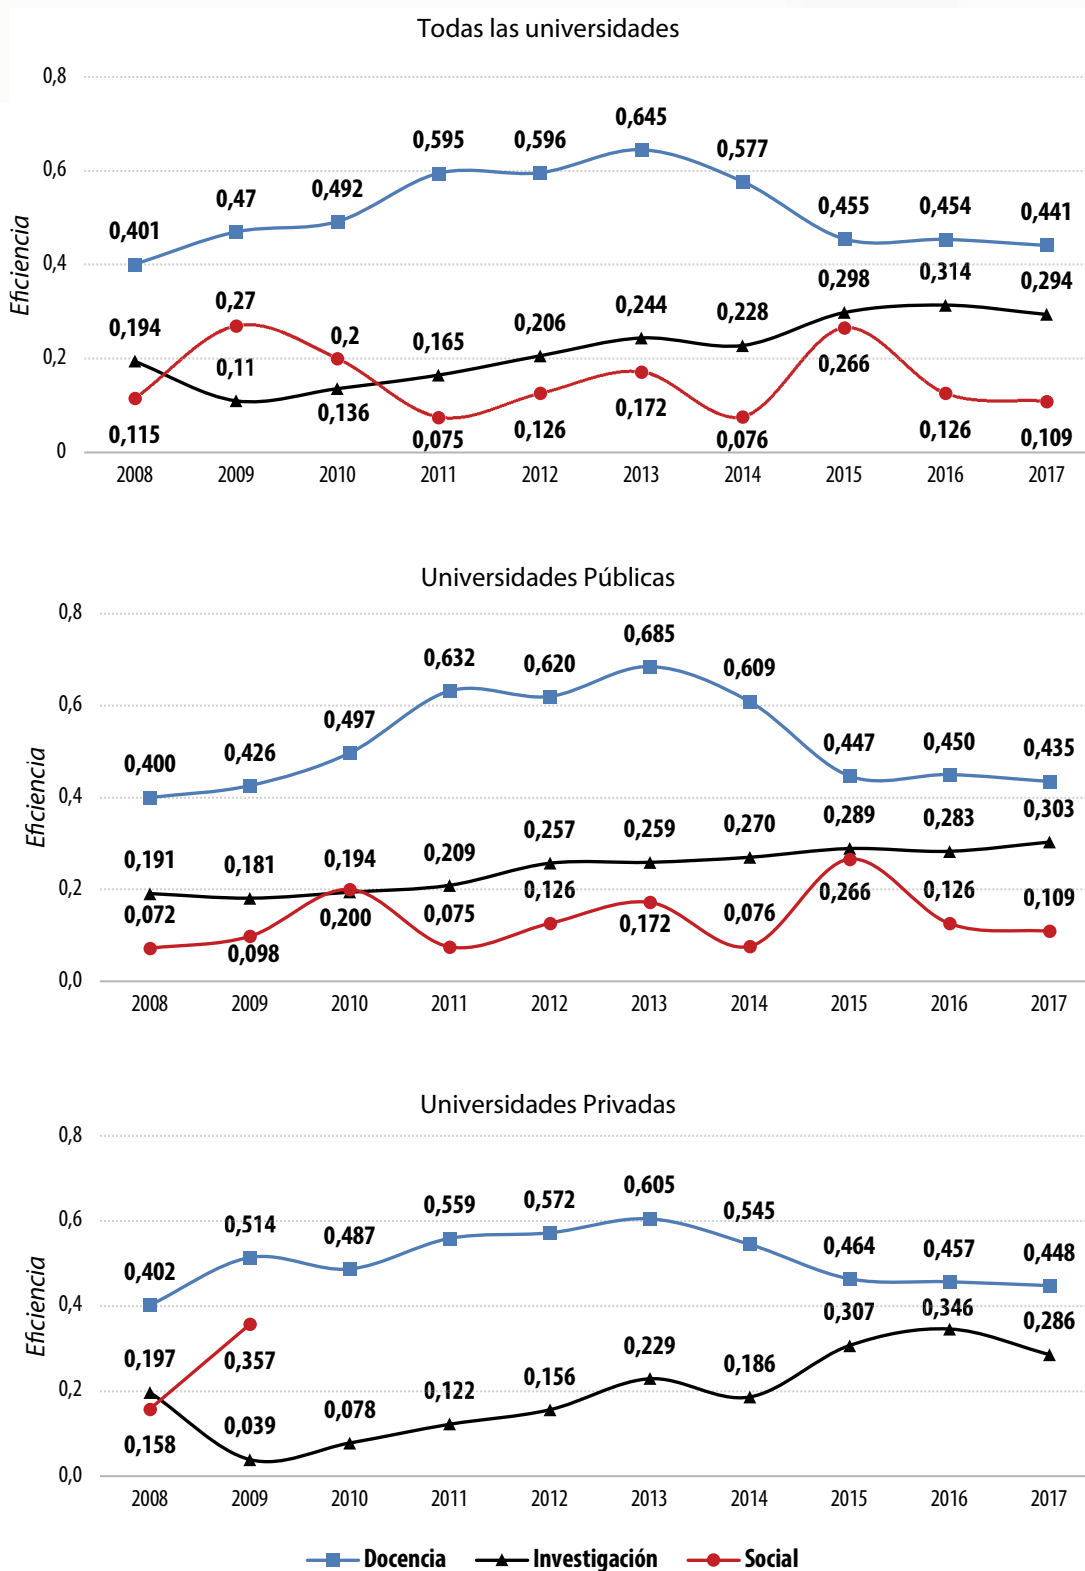 Todas las universidades
0,8
0,645
0,595 0,596 0,577
0,6
0,47 0,492
0,401 0,455 0,454 0,441
Eficiencia
0,4
0,27 0,298 0,314 0,294
0,194 0,2 0,206 0,244 0,228
0,165
0,2
0,11 0,266
0,136 0,172
0,115 0,075 0,126 0,076 0,126 0,109
0
2008 2009 2010 2011 2012 2013 2014 2015 2016 2017
Universidades Públicas
0,8
0,685
0,632 0,620 0,609
0,6
0,497
0,400 0,426 0,447 0,450 0,435
Eficiencia
0,4
0,257 0,259 0,270 0,289 0,283 0,303
0,191 0,181 0,194 0,209
0,2
0,072 0,200 0,075 0,126 0,076 0,266 0,126 0,109
0,098 0,172
0,0
2008 2009 2010 2011 2012 2013 2014 2015 2016 2017
Universidades Privadas
0,8
0,605
0,559 0,572 0,545
0,6
0,514 0,487
0,402 0,464 0,457 0,448
Eficiencia
0,4
0,307 0,346 0,286
0,197 0,357 0,229
0,186
0,2
0,122 0,156
0,158 0,039 0,078
0,0
2008 2009 2010 2011 2012 2013 2014 2015 2016 2017
Docencia Investigación Social